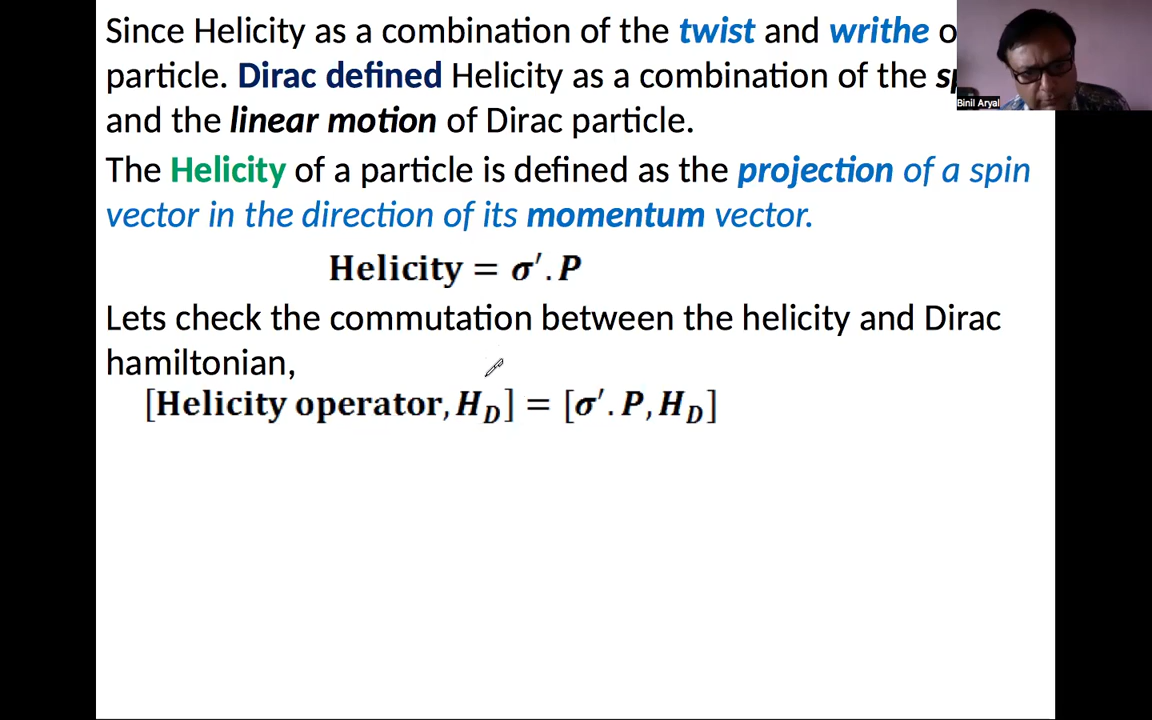 Since Helicity as a combination of the twist and writhe
particle. Dirac defined Helicity as a combination of the
and the linear motion of Dirac particle.
Binil Aryal
The Helicity of a particle is defined as the projection of a spin
vector in the direction of its momentum vector.
Helicity = σ′. P
Lets check the commutation between the helicity and Dirac
hamiltonian,
[Helicity operator, H_D] = [σ′. P, H_D]